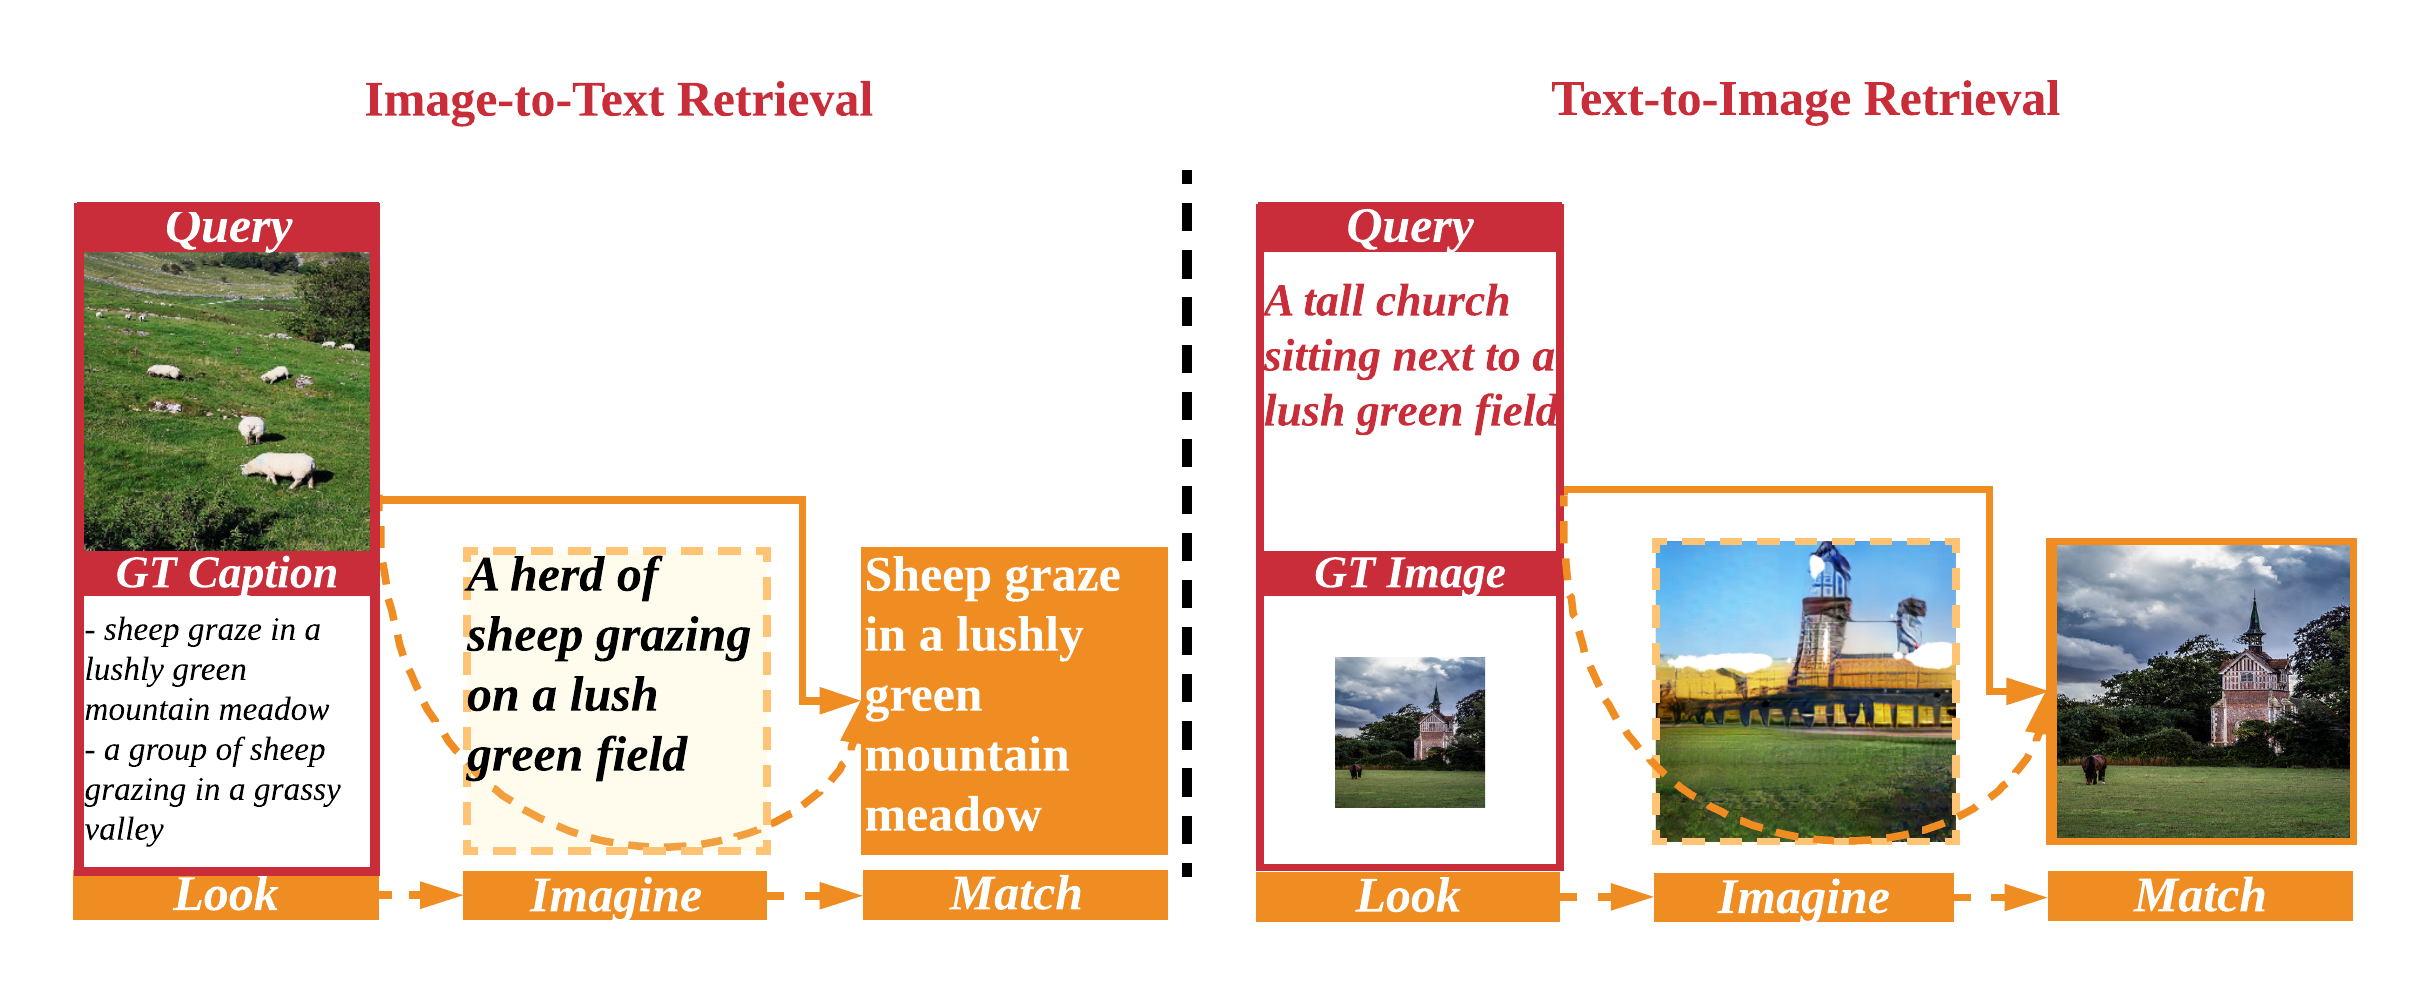 Image-to-Text Retrieval
Query
GT Caption
- sheep graze in a
lushly green
mountain meadow
- a group of sheep
grazing in a grassy
valley
Look
A herd of
sheep grazing
on a lush
green field
Imagine
Sheep graze
in a lushly
green
mountain
meadow
Match
Text-to-Image Retrieval
Query
A tall church
sitting next to a
lush green field
GT Image
Look
Imagine
Match